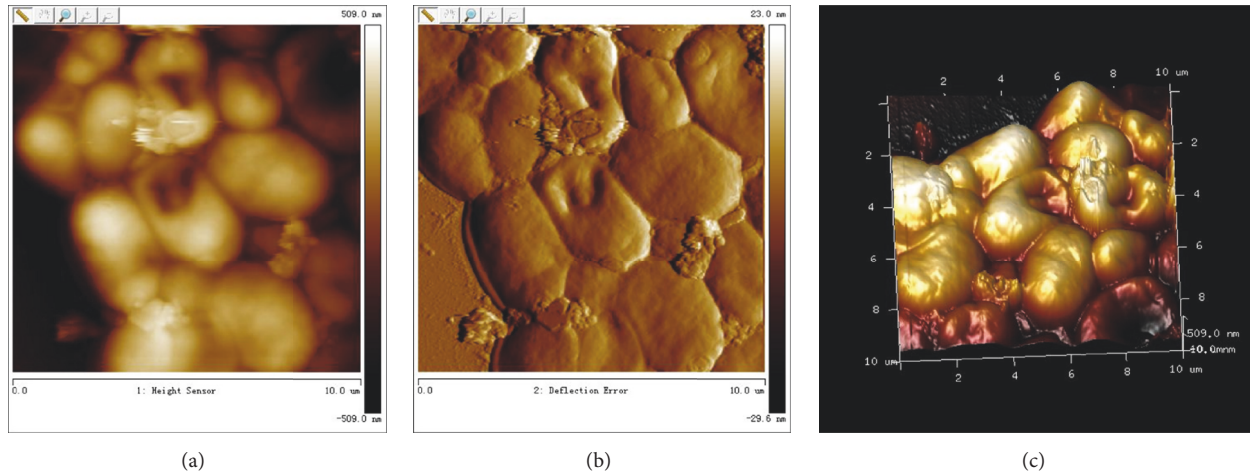 509.0 nm
0.0
10.0 um
1: Height Sensor
-509.0 nm
(a)
23.0 nm
0.0
10.0 um
2: Deflection Error
-29.6 nm
(b)
2
4
6
8
10 um
2
4
6
8
2
4
6
8
10 um
509.0 nm
2
4
6
8
10 um
(c)